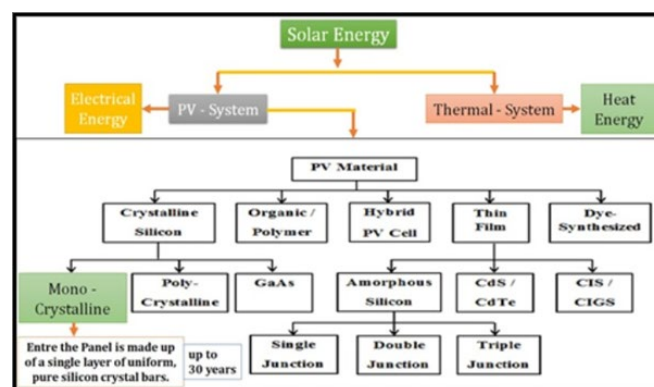 Solar Energy
Electrical
Energy
PV - System
Thermal - System
Heat
Energy
PV Material
Crystalline
Silicon
Organic /
Polymer
Hybrid
PV Cell
Thin
Film
Dye-
Synthesized
Mono -
Crystalline
Poly-
Crystalline
GaAs
Amorphous
Silicon
CdS /
CdTe
CIS /
CIGS
Entre the Panel is made up
of a single layer of uniform,
pure silicon crystal bars.
up to
30 years
Single
Junction
Double
Junction
Triple
Junction